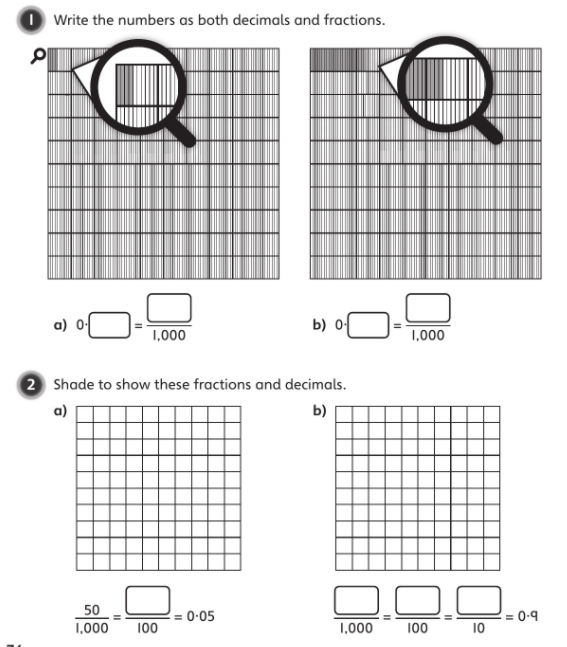 1 Write the numbers as both decimals and fractions.
a) 0· = /1,000
b) 0· = /1,000
2 Shade to show these fractions and decimals.
a)
b)
50/1,000 = /100 = 0·05
/1,000 = /100 = /10 = 0·9